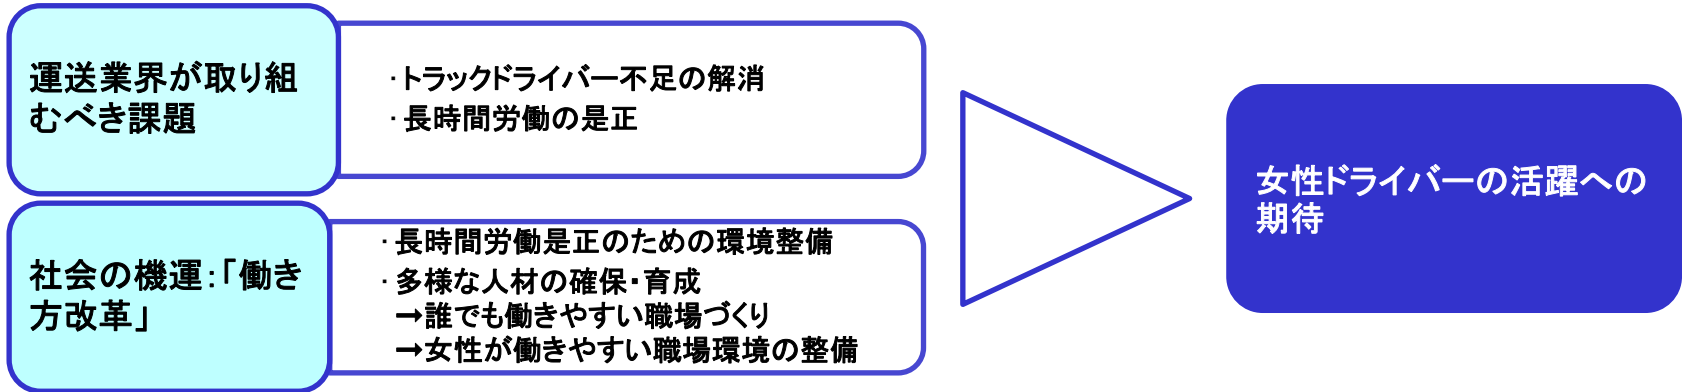 運送業界が取り組
むべき課題
・トラックドライバー不足の解消
・長時間労働の是正
社会の機運：「働き
方改革」
・長時間労働是正のための環境整備
・多様な人材の確保・育成
→誰でも働きやすい職場づくり
→女性が働きやすい職場環境の整備
女性ドライバーの活躍への
期待